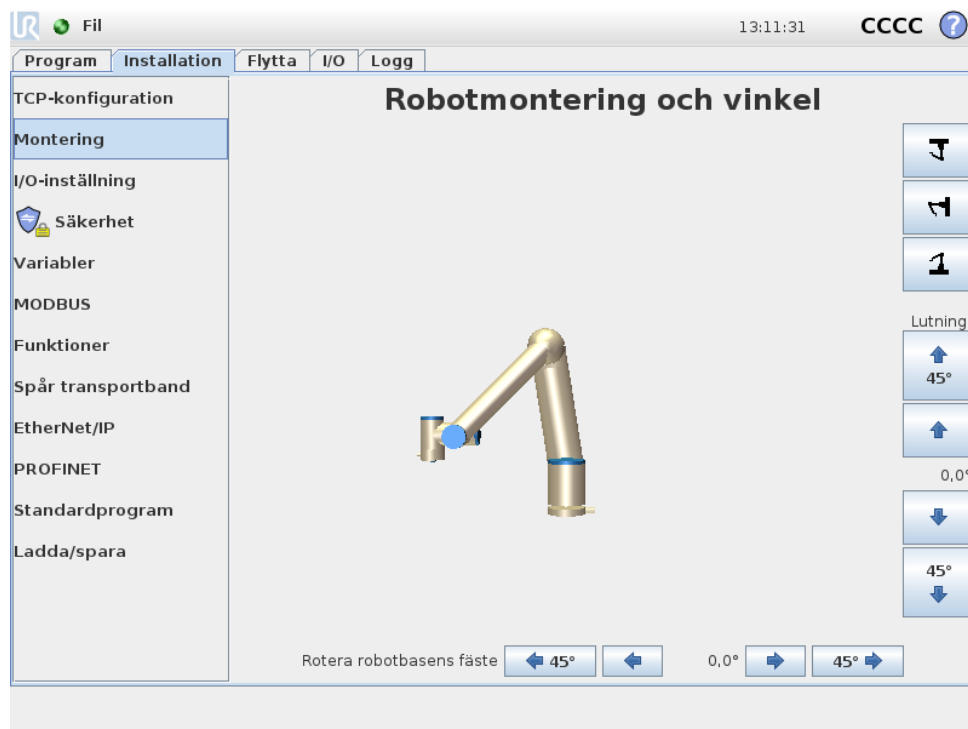 UR Fil 13:11:31 CCCC ?
Program Installation Flytta I/O Logg
TCP-konfiguration
Montering
I/O-inställning
Säkerhet
Variabler
MODBUS
Funktioner
Spår transportband
EtherNet/IP
PROFINET
Standardprogram
Ladda/spara
Robotmontering och vinkel
Lutning
45°
0,0°
45°
Rotera robotbasens fäste 45° 0,0° 45°